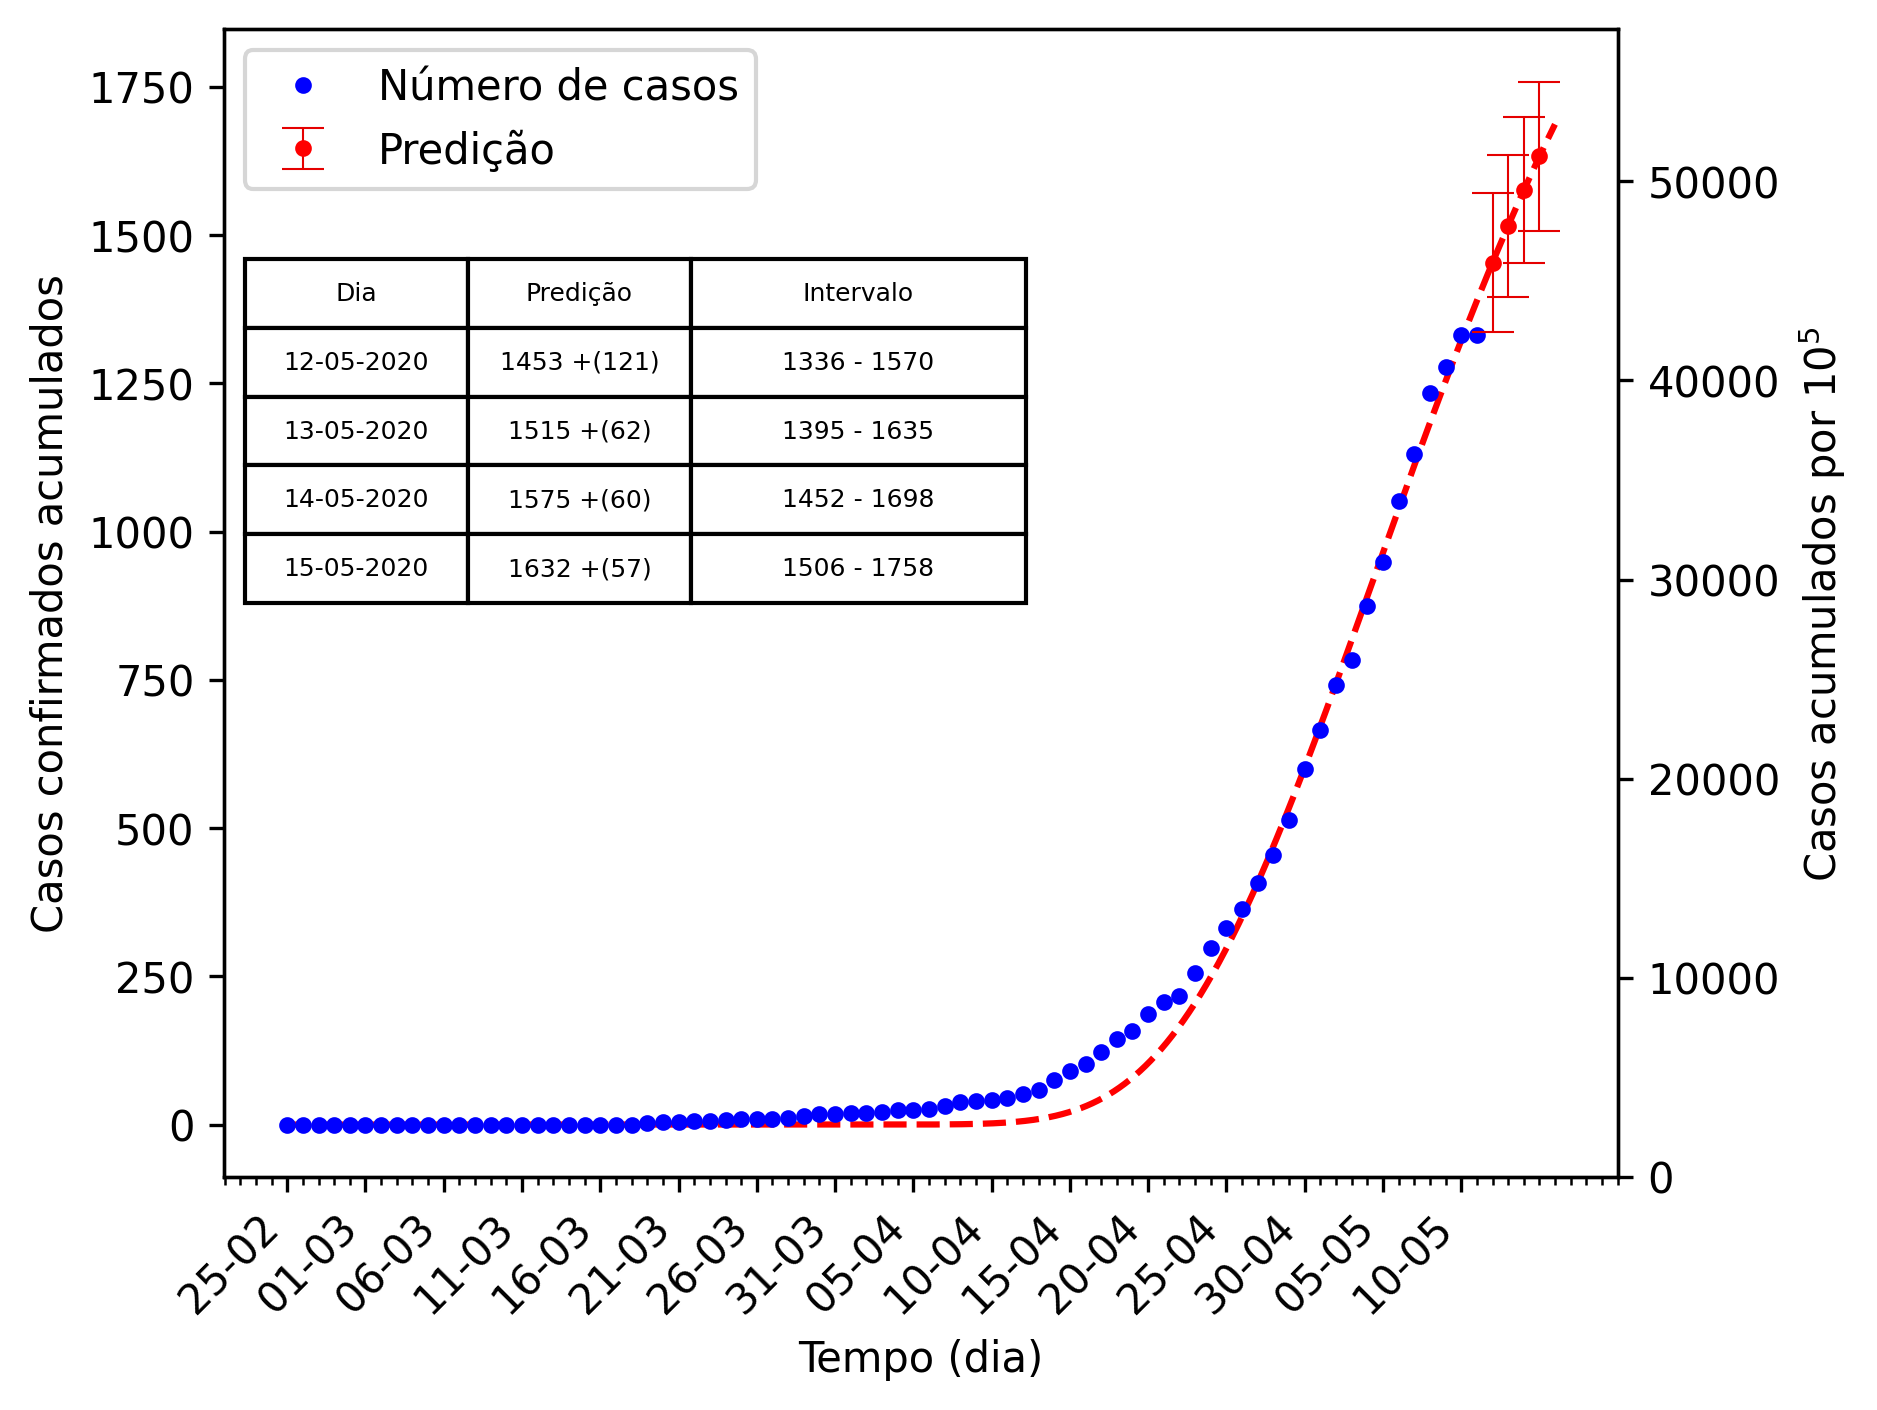 Número de casos
Predição
Dia Predição Intervalo
12-05-2020 1453 +(121) 1336 - 1570
13-05-2020 1515 +(62) 1395 - 1635
14-05-2020 1575 +(60) 1452 - 1698
15-05-2020 1632 +(57) 1506 - 1758
Casos confirmados acumulados
1750
1500
1250
1000
750
500
250
0
50000
40000
30000
20000
10000
0
Casos acumulados por 10⁵
25-02 01-03 06-03 11-03 16-03 21-03 26-03 31-03 05-04 10-04 15-04 20-04 25-04 30-04 05-05 10-05
Tempo (dia)